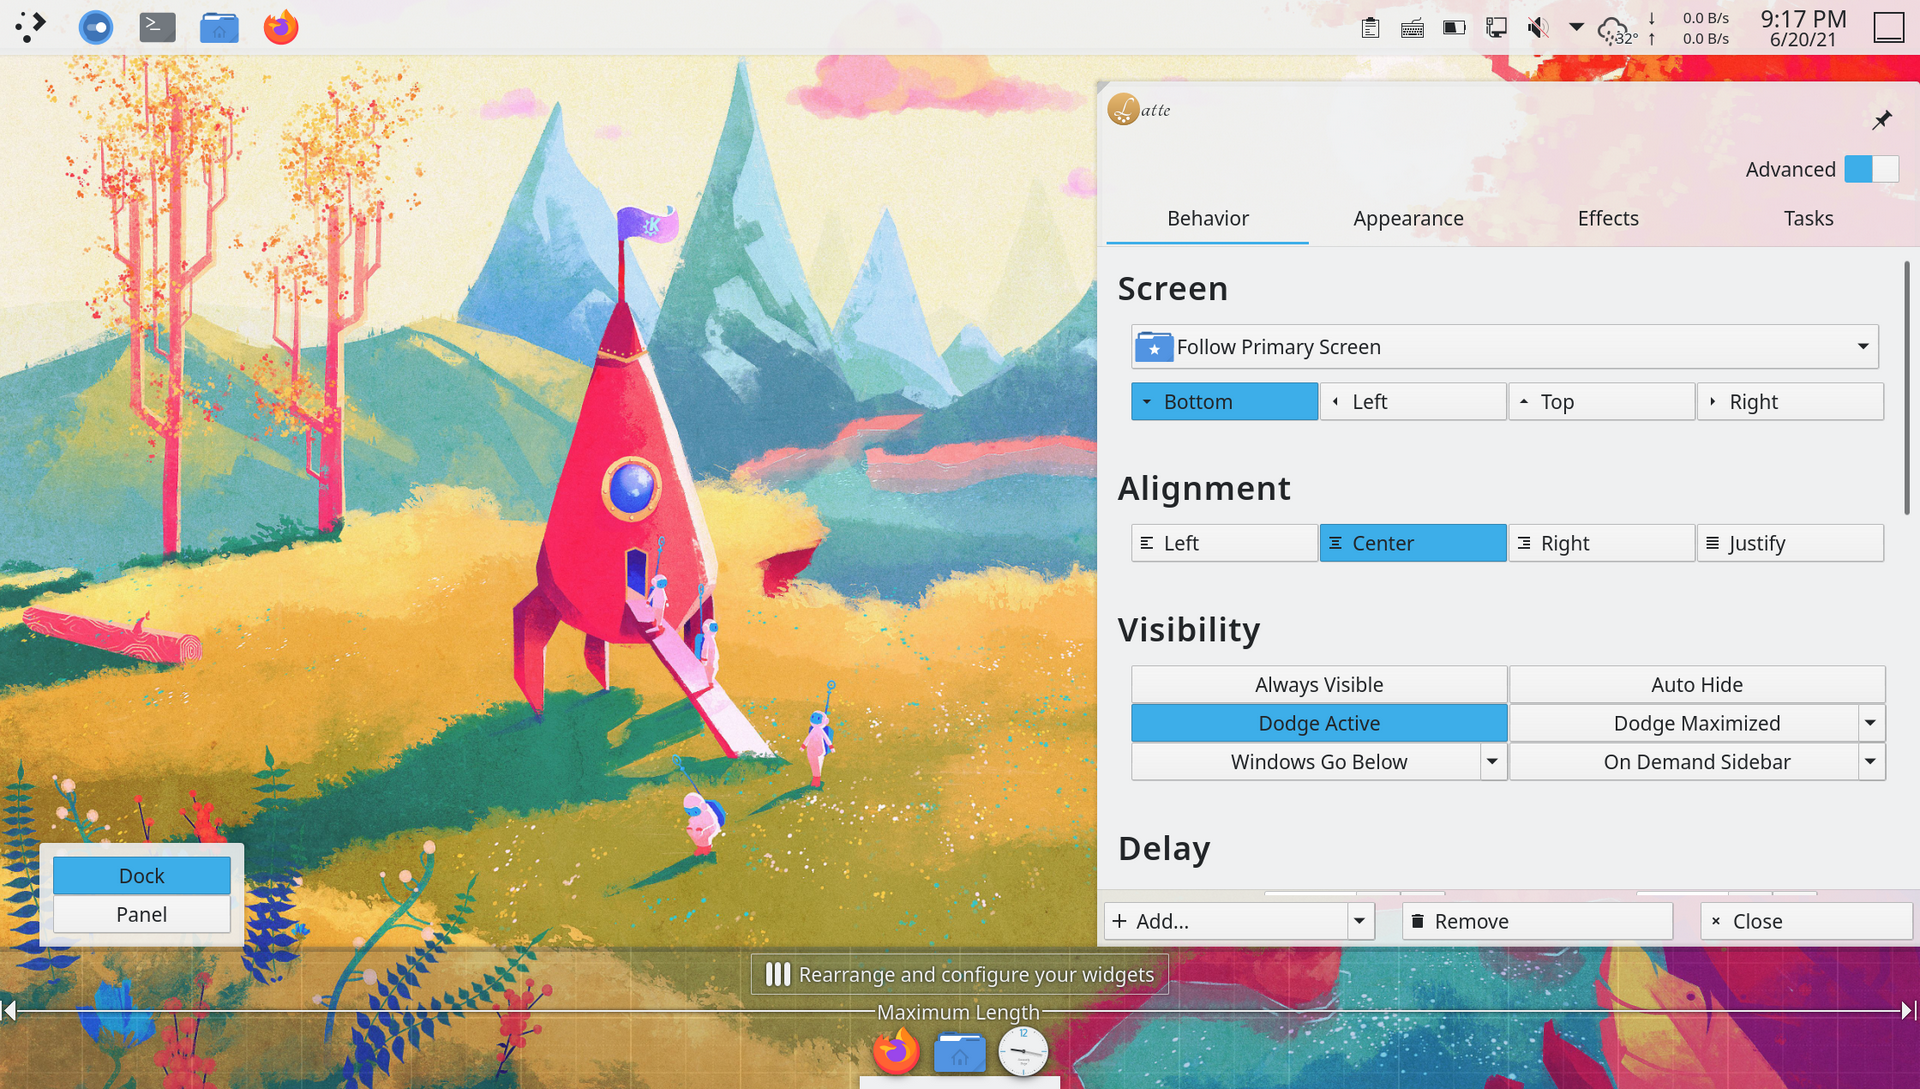 9:17 PM
6/20/21
0.0 B/s
0.0 B/s
32°
Latte
Advanced
Behavior Appearance Effects Tasks
Screen
Follow Primary Screen
Bottom Left Top Right
Alignment
Left Center Right Justify
Visibility
Always Visible Auto Hide
Dodge Active Dodge Maximized
Windows Go Below On Demand Sidebar
Delay
Add... Remove Close
Dock
Panel
Rearrange and configure your widgets
Maximum Length
12